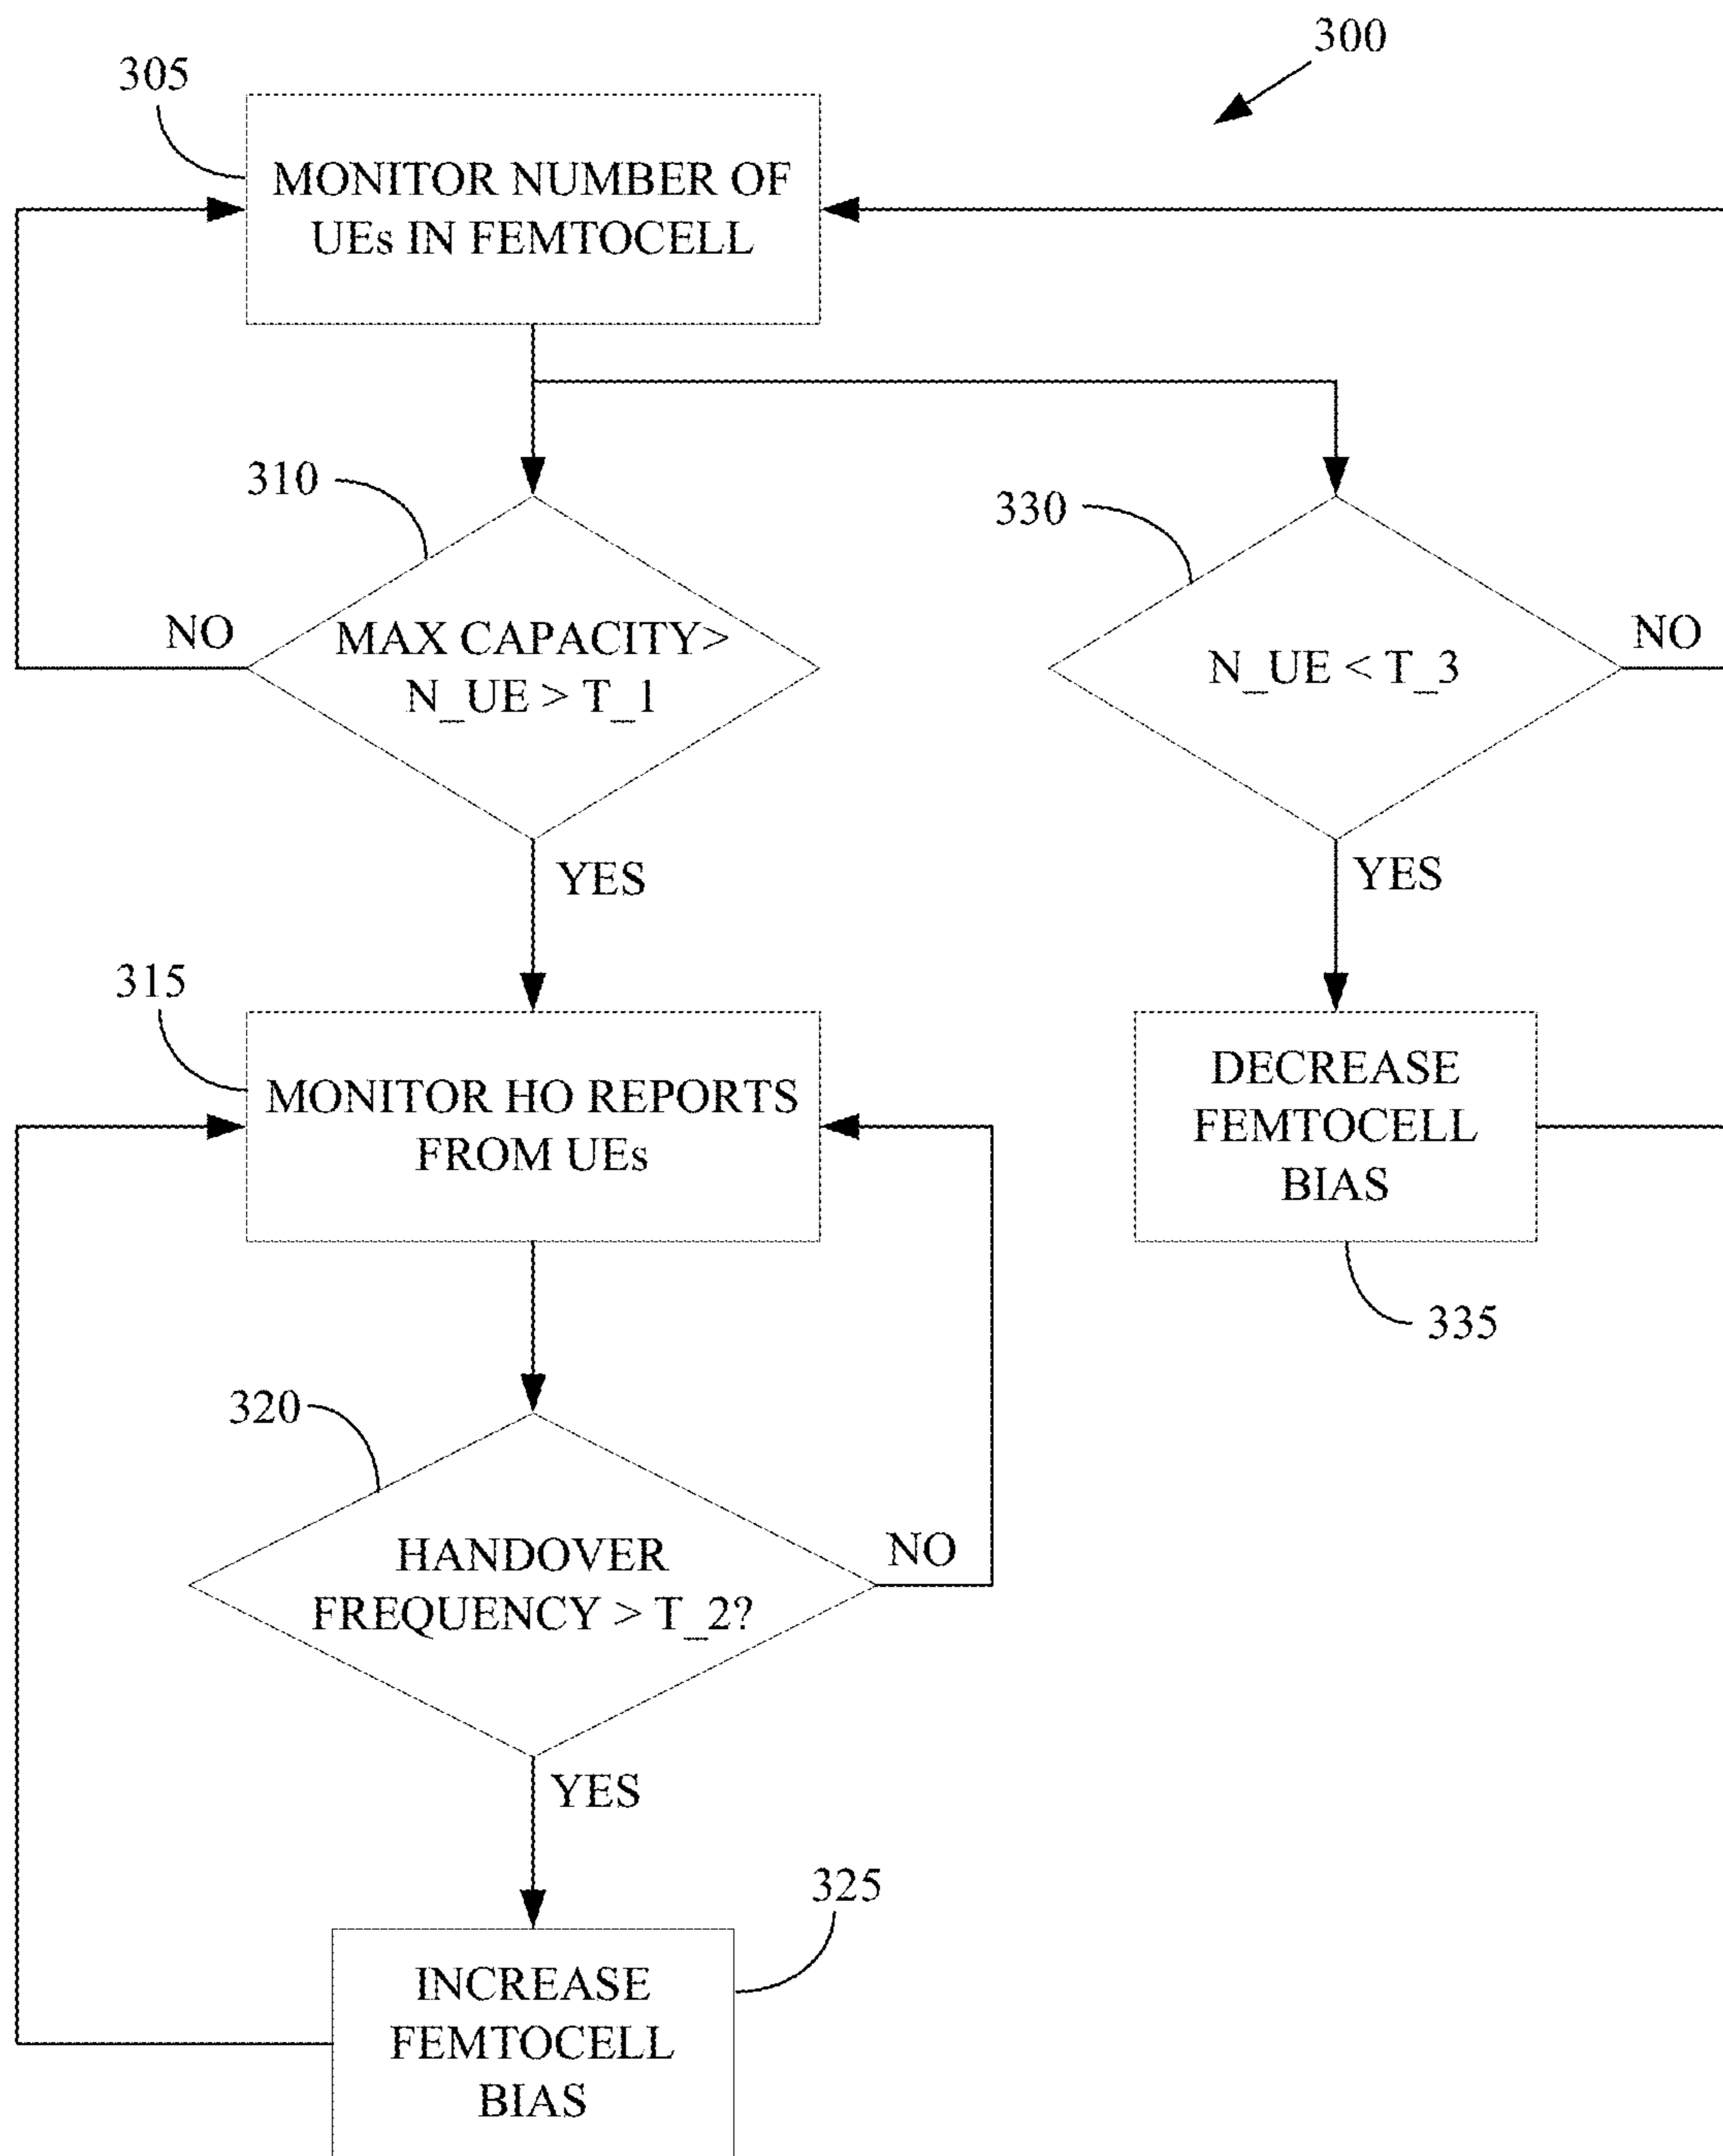 300
305
MONITOR NUMBER OF
UEs IN FEMTOCELL
310
330
NO
MAX CAPACITY>
N_UE > T_1
N_UE < T_3
NO
YES
YES
315
MONITOR HO REPORTS
FROM UEs
DECREASE
FEMTOCELL
BIAS
335
320
HANDOVER
FREQUENCY > T_2?
NO
YES
325
INCREASE
FEMTOCELL
BIAS